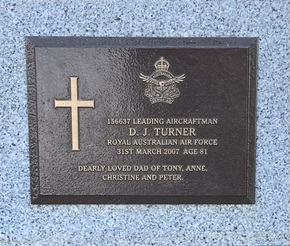 156637 LEADING AIRCRAFTMAN
D. J. TURNER
ROYAL AUSTRALIAN AIR FORCE
31ST MARCH 2007 AGE 81
DEARLY LOVED DAD OF TONY, ANNE,
CHRISTINE AND PETER.